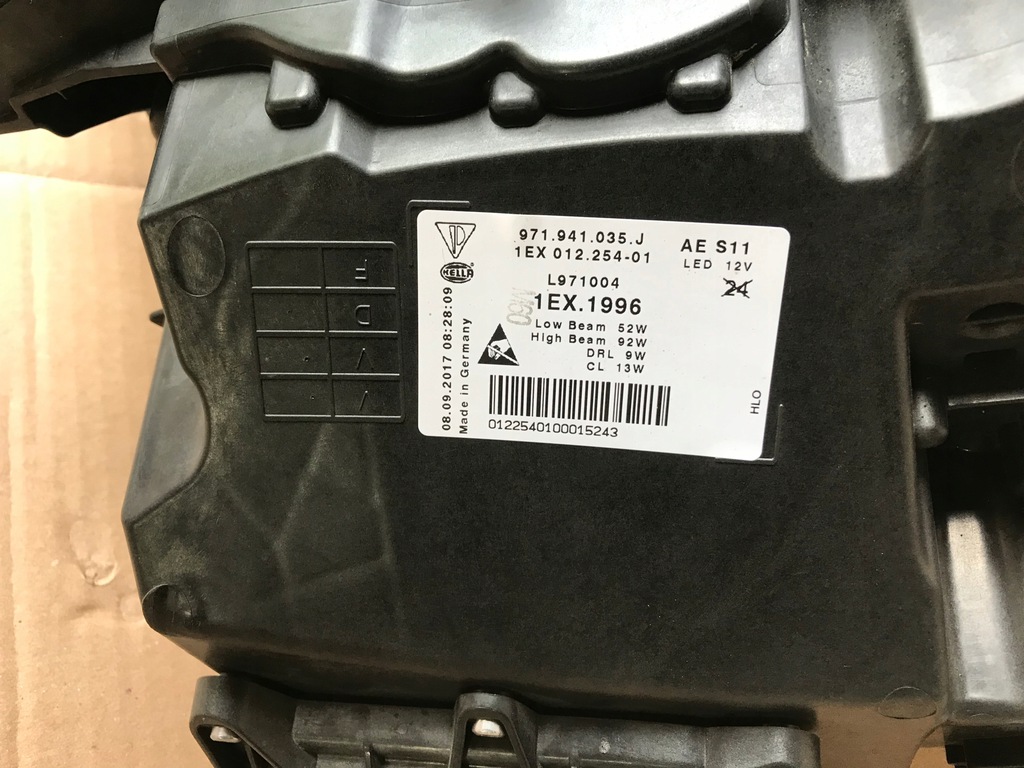 971.941.035.J
1EX 012.254-01
AE S11
LED 12V
24
HELLA
L971004
1EX.1996
Low Beam 52W
High Beam 92W
DRL 9W
CL 13W
08.09.2017 08:28:09
Made in Germany
0122540100015243
HLO
F
D
V
V